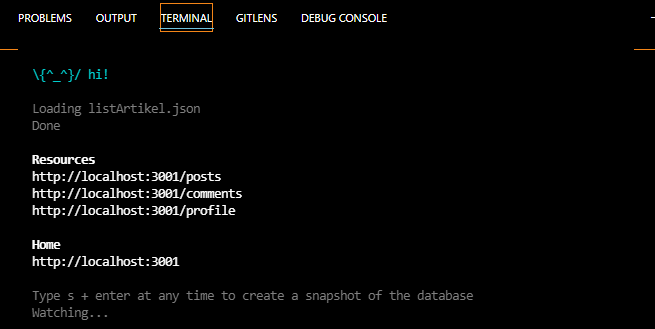 PROBLEMS OUTPUT TERMINAL GITLENS DEBUG CONSOLE
\{^_^}/ hi!
Loading listArtikel.json
Done
Resources
http://localhost:3001/posts
http://localhost:3001/comments
http://localhost:3001/profile
Home
http://localhost:3001
Type s + enter at any time to create a snapshot of the database
Watching...